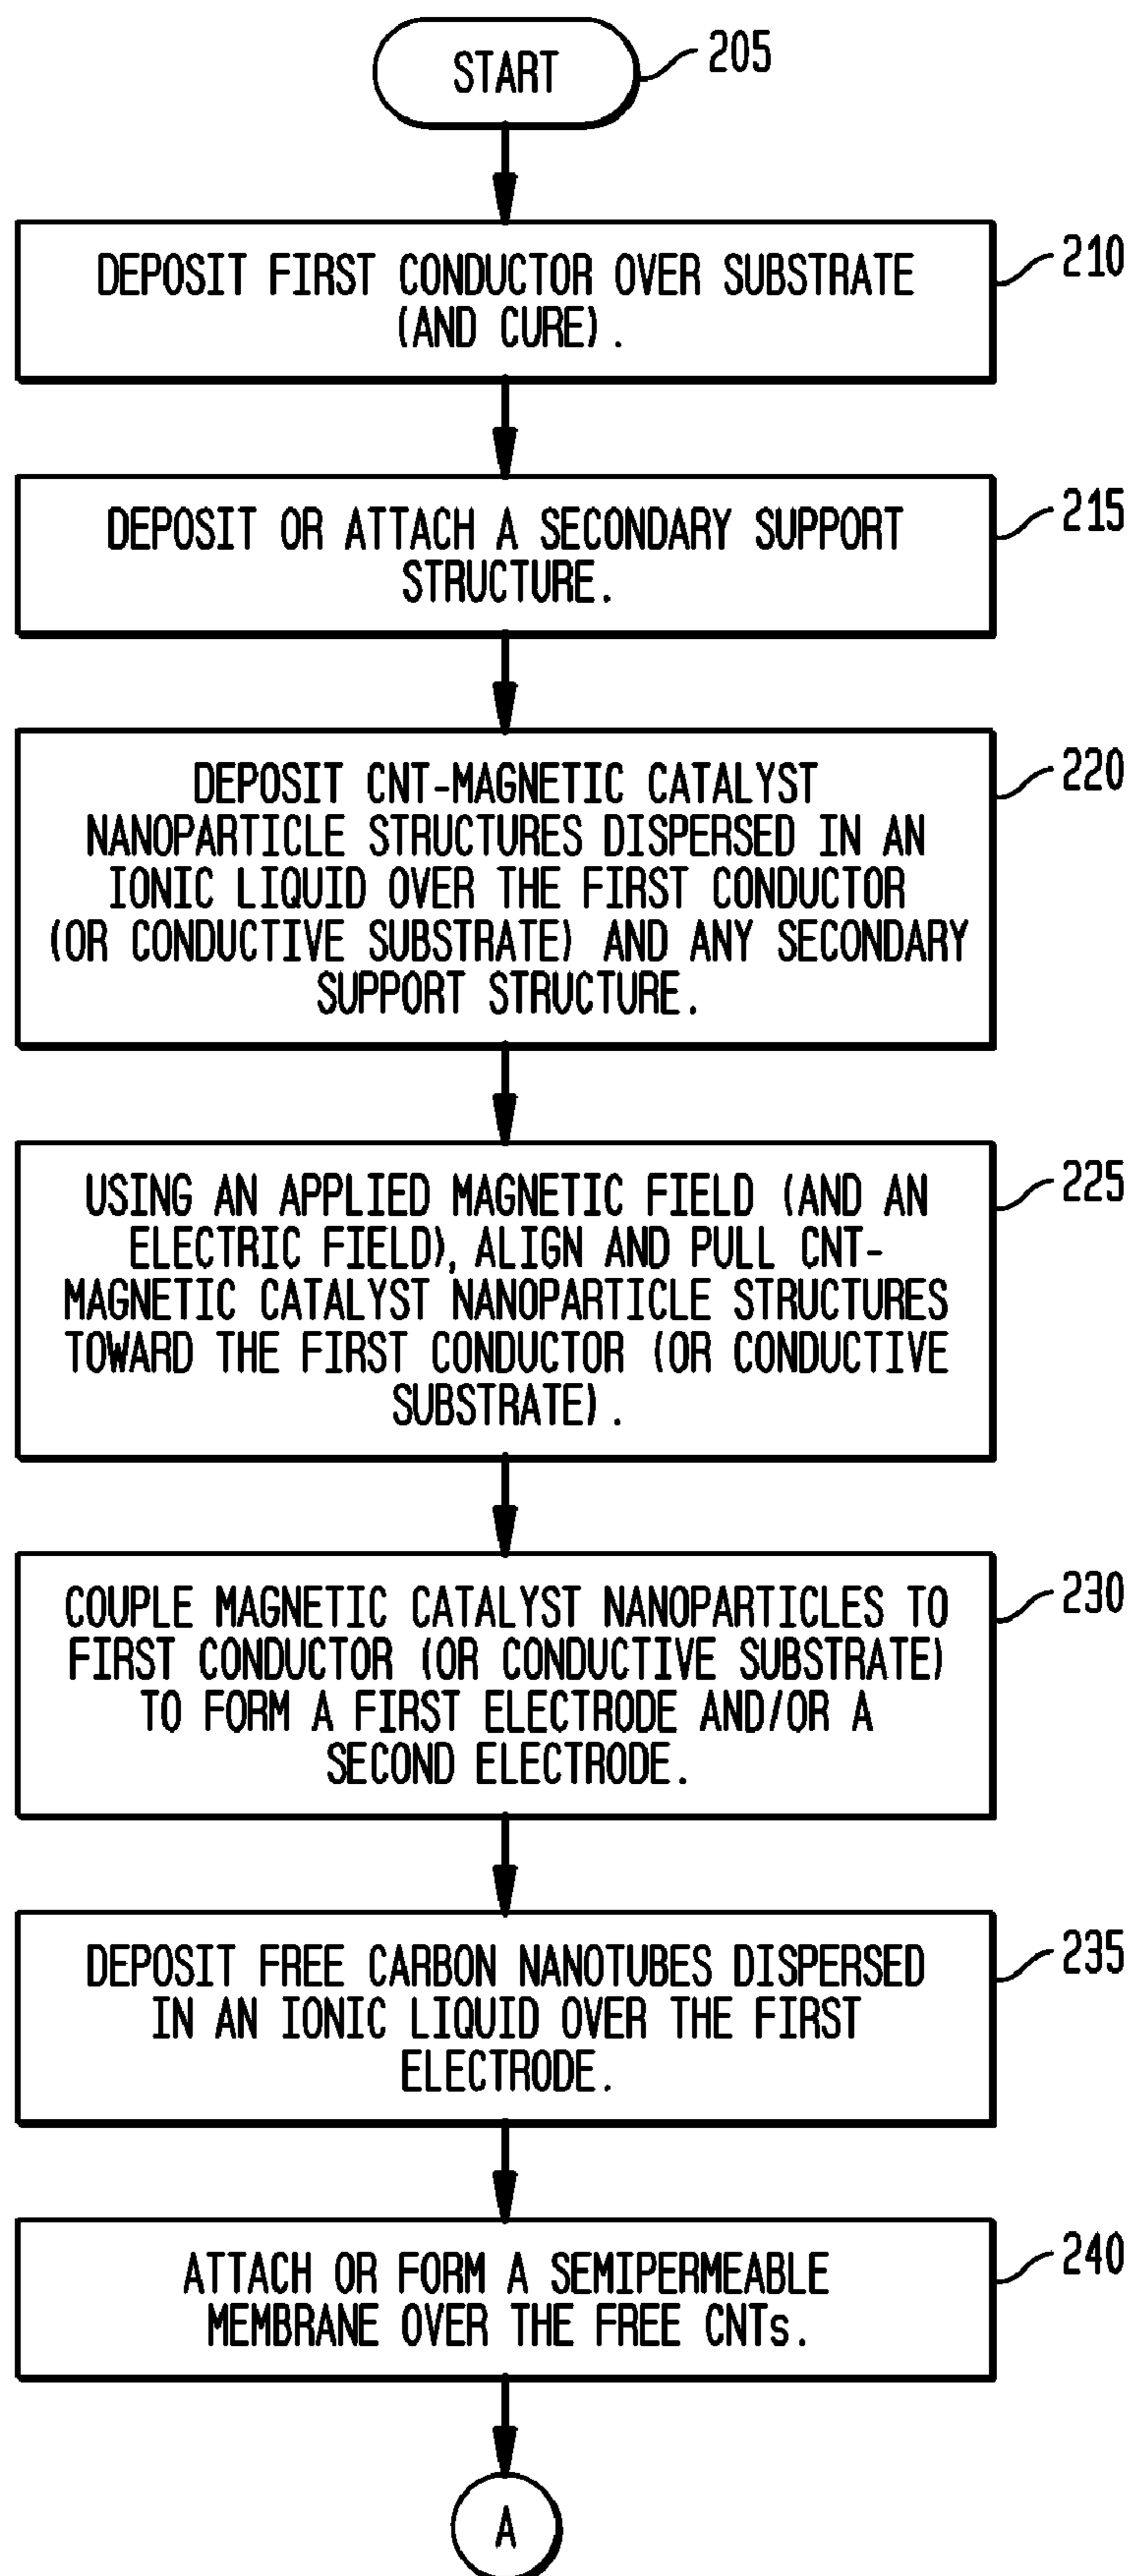 START
205
DEPOSIT FIRST CONDUCTOR OVER SUBSTRATE
(AND CURE).
210
DEPOSIT OR ATTACH A SECONDARY SUPPORT
STRUCTURE.
215
DEPOSIT CNT-MAGNETIC CATALYST
NANOPARTICLE STRUCTURES DISPERSED IN AN
IONIC LIQUID OVER THE FIRST CONDUCTOR
(OR CONDUCTIVE SUBSTRATE) AND ANY SECONDARY
SUPPORT STRUCTURE.
220
USING AN APPLIED MAGNETIC FIELD (AND AN
ELECTRIC FIELD), ALIGN AND PULL CNT-
MAGNETIC CATALYST NANOPARTICLE STRUCTURES
TOWARD THE FIRST CONDUCTOR (OR CONDUCTIVE
SUBSTRATE).
225
COUPLE MAGNETIC CATALYST NANOPARTICLES TO
FIRST CONDUCTOR (OR CONDUCTIVE SUBSTRATE)
TO FORM A FIRST ELECTRODE AND/OR A
SECOND ELECTRODE.
230
DEPOSIT FREE CARBON NANOTUBES DISPERSED
IN AN IONIC LIQUID OVER THE FIRST
ELECTRODE.
235
ATTACH OR FORM A SEMIPERMEABLE
MEMBRANE OVER THE FREE CNTs.
240
A